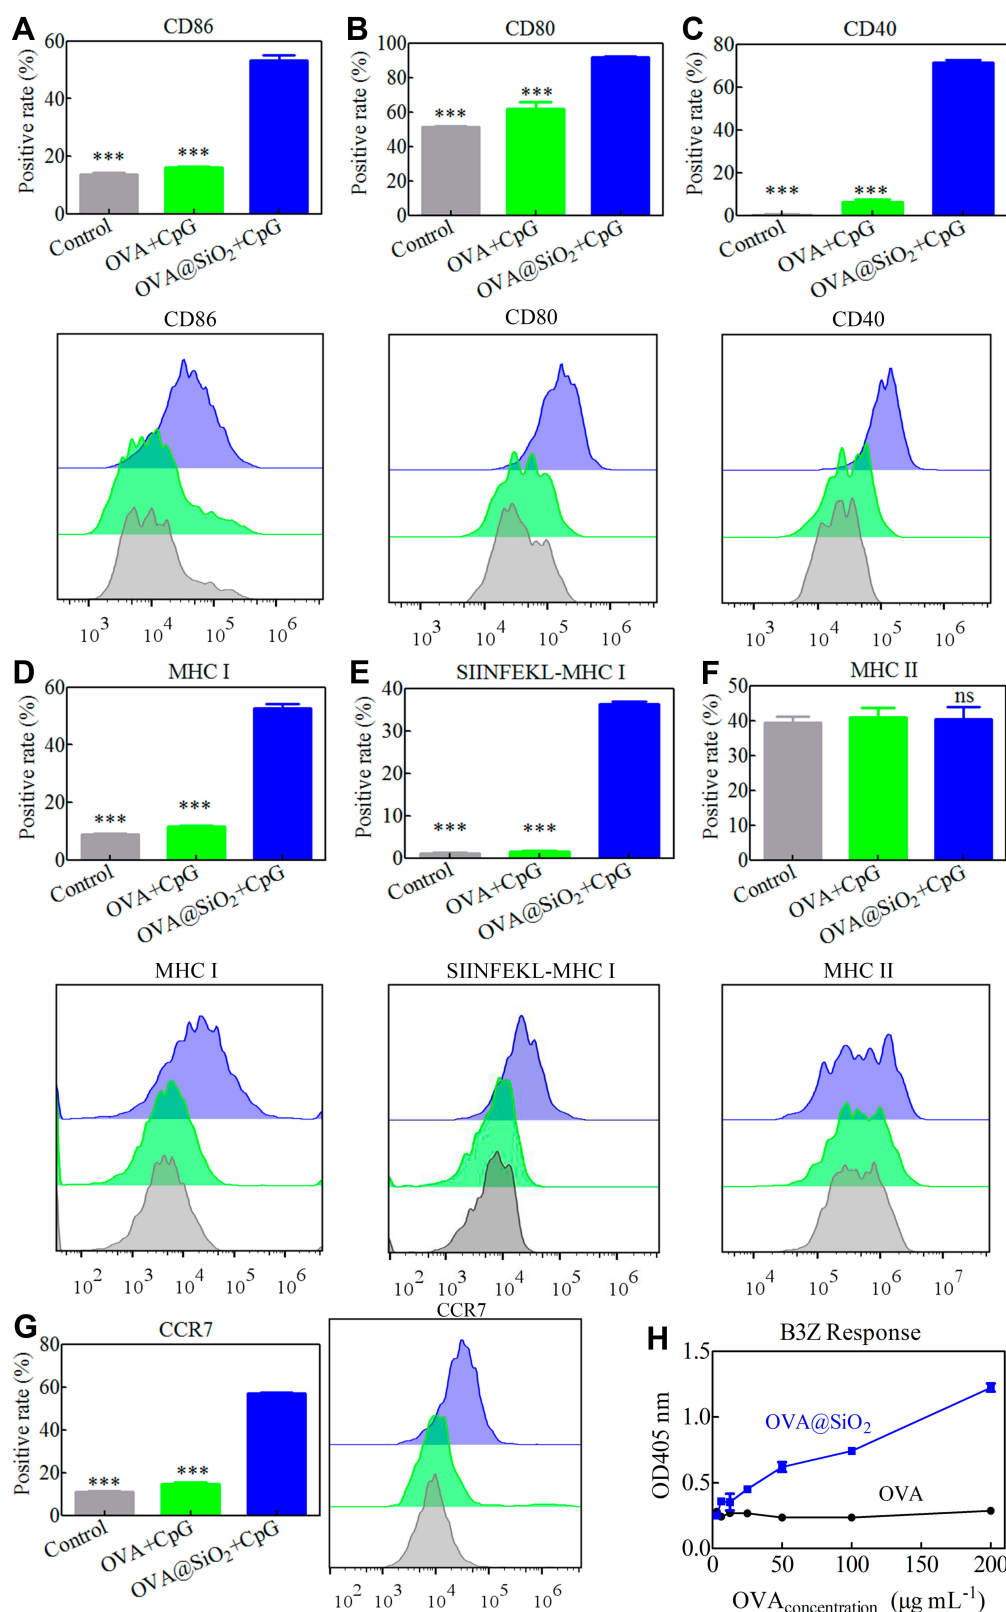 A
CD86
Positive rate (%)
60
40
20
0
***
***
Control
OVA+CpG
OVA@SiO2+CpG
B
CD80
Positive rate (%)
100
80
60
40
20
0
***
***
Control
OVA+CpG
OVA@SiO2+CpG
C
CD40
Positive rate (%)
80
60
40
20
0
***
***
Control
OVA+CpG
OVA@SiO2+CpG
CD86
10^3 10^4 10^5 10^6
CD80
10^3 10^4 10^5 10^6
CD40
10^3 10^4 10^5 10^6
D
MHC I
Positive rate (%)
60
40
20
0
***
***
Control
OVA+CpG
OVA@SiO2+CpG
E
SIINFEKL-MHC I
Positive rate (%)
40
30
20
10
0
***
***
Control
OVA+CpG
OVA@SiO2+CpG
F
MHC II
Positive rate (%)
50
40
30
20
10
0
ns
Control
OVA+CpG
OVA@SiO2+CpG
MHC I
10^2 10^3 10^4 10^5 10^6
SIINFEKL-MHC I
10^2 10^3 10^4 10^5 10^6
MHC II
10^4 10^5 10^6 10^7
G
CCR7
Positive rate (%)
80
60
40
20
0
***
***
Control
OVA+CpG
OVA@SiO2+CpG
CCR7
10^2 10^3 10^4 10^5 10^6
H
B3Z Response
OD405 nm
1.5
1.0
0.5
0.0
OVA@SiO2
OVA
0 50 100 150 200
OVAconcentration (μg mL-1)